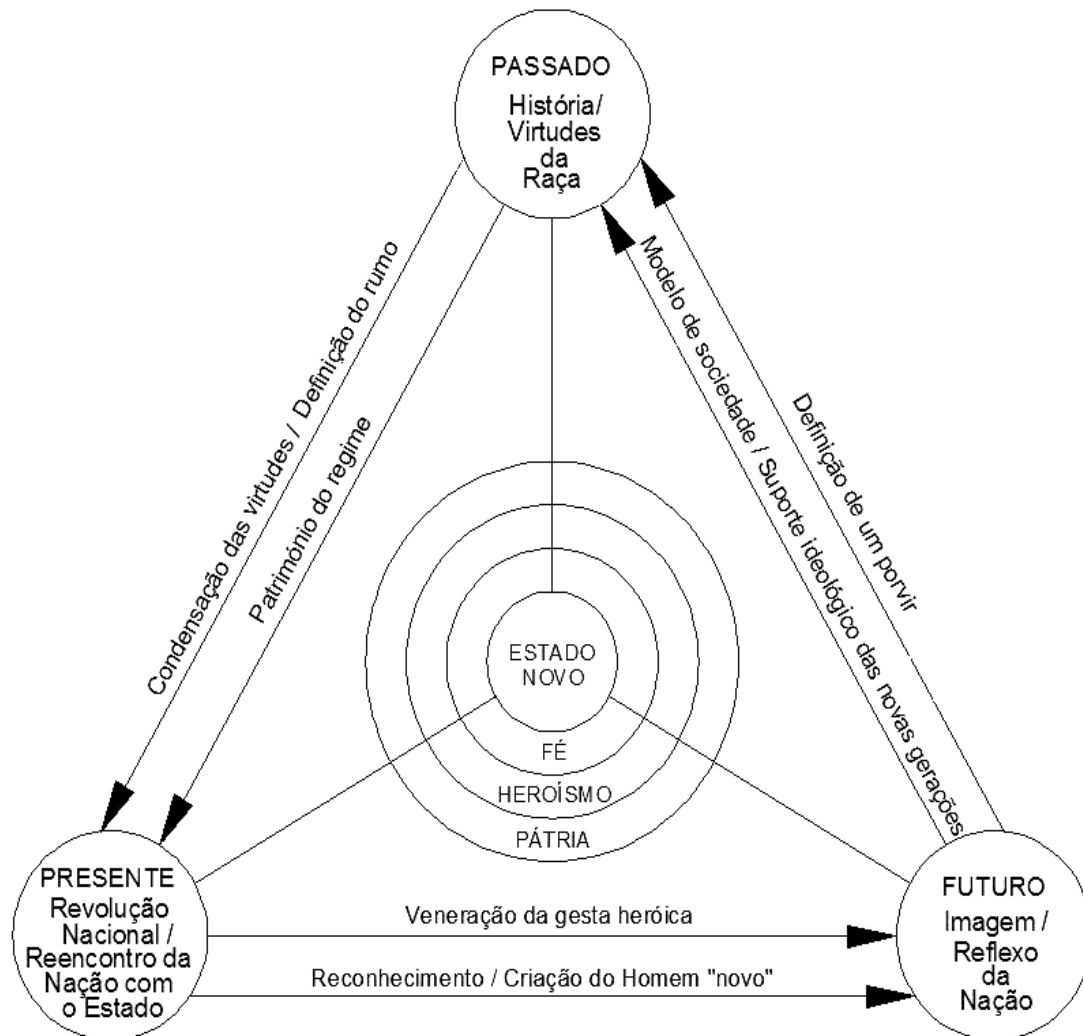 PASSADO
História/
Virtudes
da
Raça
Condensação das virtudes / Definição do rumo
Património do regime
Modelo de sociedade / Suporte ideológico das novas gerações
Definição de um porvir
ESTADO
NOVO
FÉ
HEROÍSMO
PÁTRIA
PRESENTE
Revolução
Nacional /
Reencontro da
Nação com
o Estado
Veneração da gesta heróica
Reconhecimento / Criação do Homem "novo"
FUTURO
Imagem /
Reflexo
da
Nação